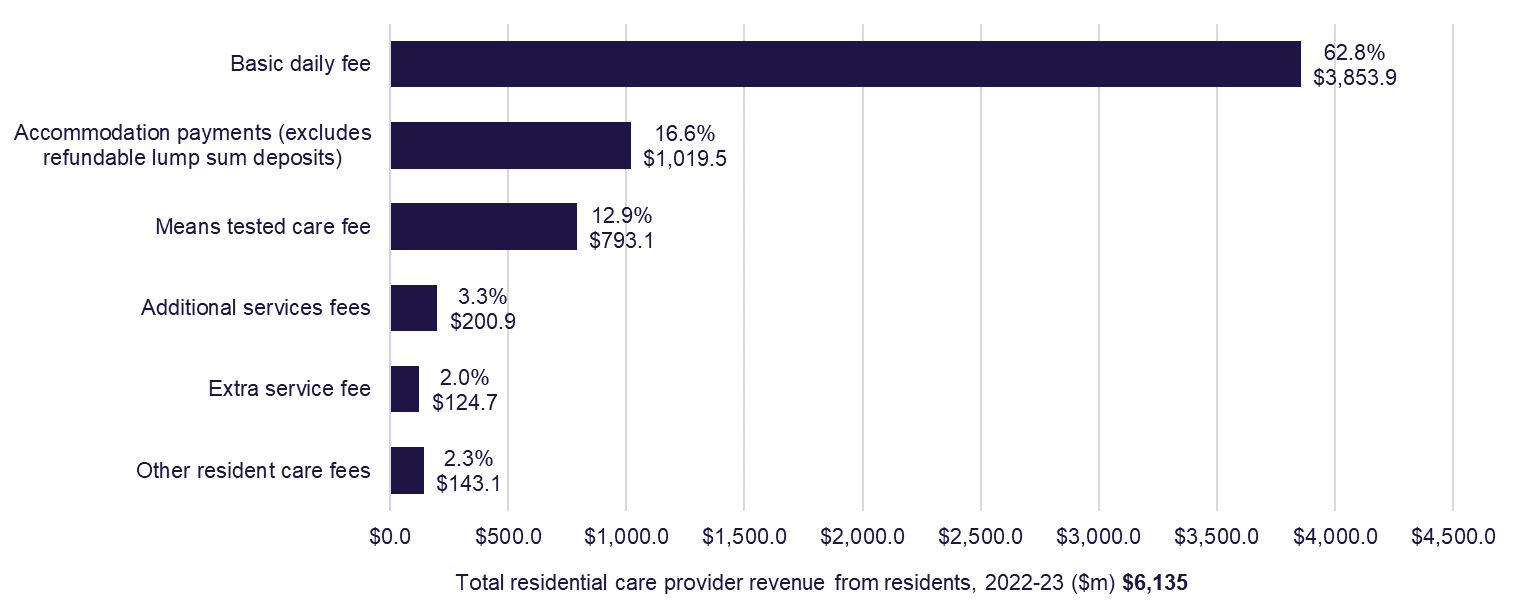 Basic daily fee
62.8%
$3,853.9
Accommodation payments (excludes
refundable lump sum deposits)
16.6%
$1,019.5
Means tested care fee
12.9%
$793.1
Additional services fees
3.3%
$200.9
Extra service fee
2.0%
$124.7
Other resident care fees
2.3%
$143.1
$0.0 $500.0 $1,000.0 $1,500.0 $2,000.0 $2,500.0 $3,000.0 $3,500.0 $4,000.0 $4,500.0
Total residential care provider revenue from residents, 2022-23 ($m) $6,135